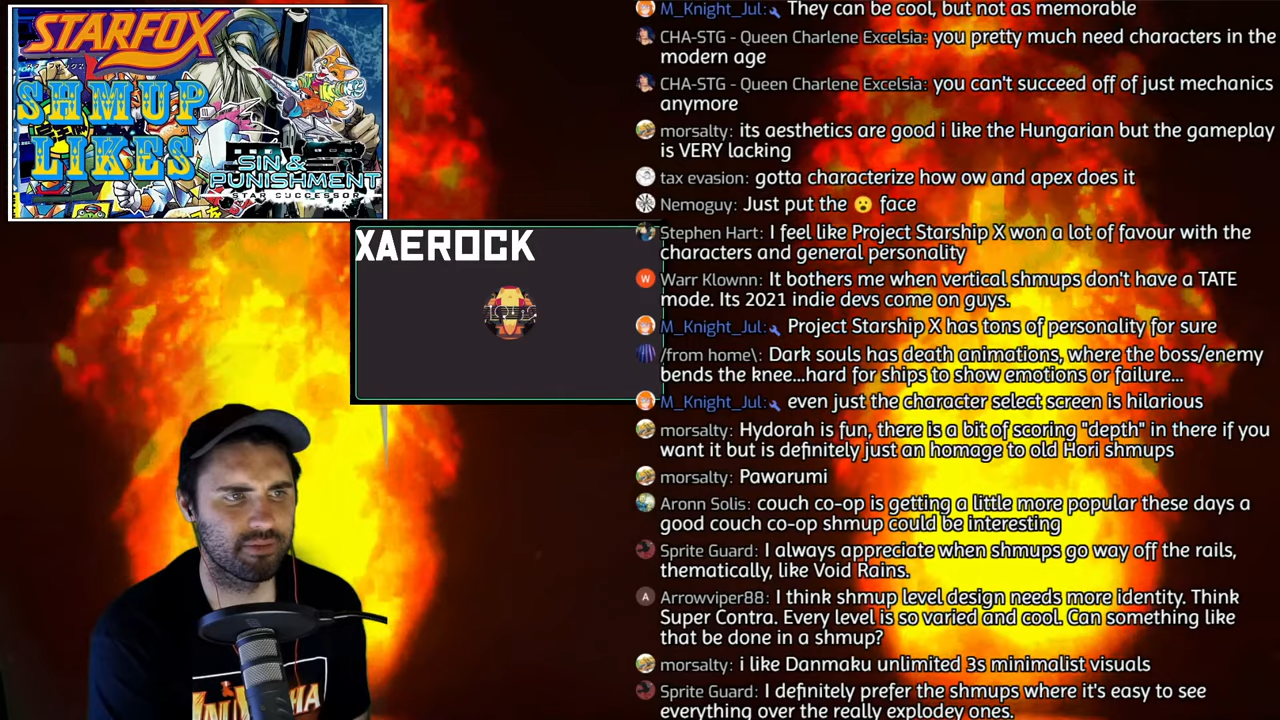 STARFOX
SHMUP
LIKES
SIN &
PUNISHMENT
STAR SUCCESSOR
XAEROCK
M_Knight_Jul: They can be cool, but not as memorable
CHA-STG - Queen Charlene Excelsia: you pretty much need characters in the
modern age
CHA-STG - Queen Charlene Excelsia: you can't succeed off of just mechanics
anymore
morsalty: its aesthetics are good i like the Hungarian but the gameplay
is VERY lacking
tax evasion: gotta characterize how ow and apex does it
Nemoguy: Just put the 😮 face
Stephen Hart: I feel like Project Starship X won a lot of favour with the
characters and general personality
W Warr Klownn: It bothers me when vertical shmups don't have a TATE
mode. Its 2021 indie devs come on guys.
M_Knight_Jul: Project Starship X has tons of personality for sure
/from home\: Dark souls has death animations, where the boss/enemy
bends the knee...hard for ships to show emotions or failure...
M_Knight_Jul: even just the character select screen is hilarious
morsalty: Hydorah is fun, there is a bit of scoring "depth" in there if you
want it but is definitely just an homage to old Hori shmups
morsalty: Pawarumi
Aronn Solis: couch co-op is getting a little more popular these days a
good couch co-op shmup could be interesting
Sprite Guard: I always appreciate when shmups go way off the rails,
thematically, like Void Rains.
A Arrowviper88: I think shmup level design needs more identity. Think
Super Contra. Every level is so varied and cool. Can something like
that be done in a shmup?
morsalty: i like Danmaku unlimited 3s minimalist visuals
Sprite Guard: I definitely prefer the shmups where it's easy to see
everything over the really explodey ones.